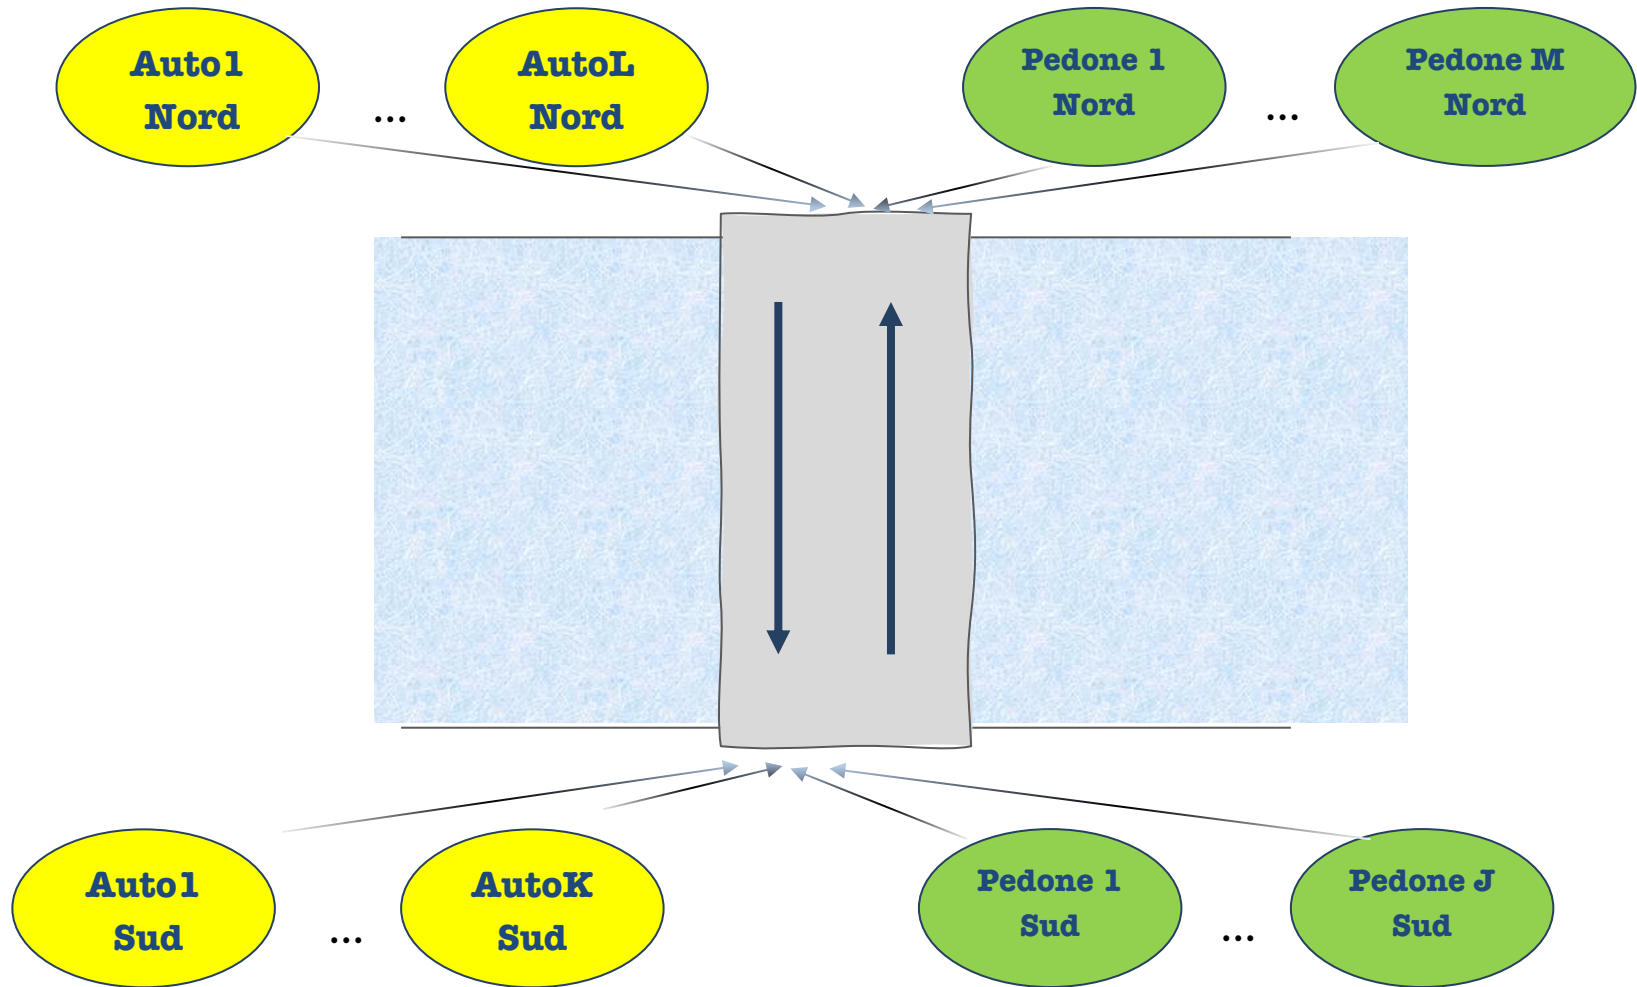 Auto1
Nord
...
AutoL
Nord
Pedone 1
Nord
...
Pedone M
Nord
Auto1
Sud
...
AutoK
Sud
Pedone 1
Sud
...
Pedone J
Sud